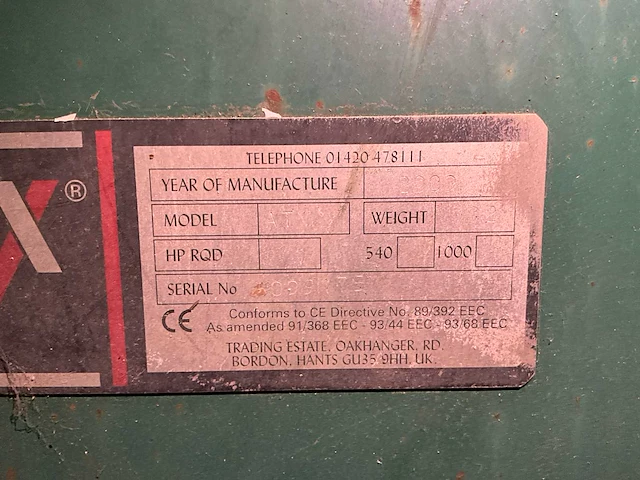 X®
TELEPHONE 01420 478111
YEAR OF MANUFACTURE
MODEL WEIGHT
HP RQD 540 1000
SERIAL No
CE Conforms to CE Directive No. 89/392 EEC
As amended 91/368 EEC - 93/44 EEC - 93/68 EEC
TRADING ESTATE, OAKHANGER, RD.
BORDON, HANTS GU35 9HH, UK.